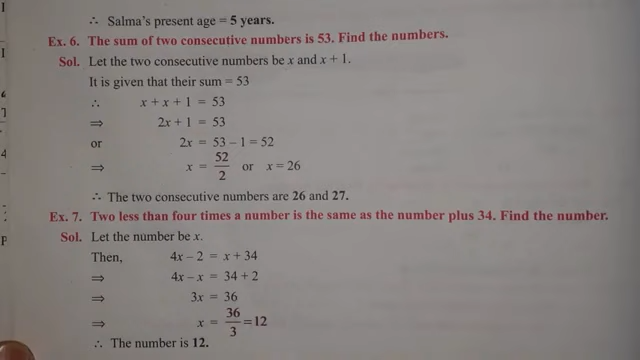 ∴ Salma's present age = 5 years.
Ex. 6. The sum of two consecutive numbers is 53. Find the numbers.
Sol. Let the two consecutive numbers be x and x + 1.
It is given that their sum = 53
∴ x + x + 1 = 53
⇒ 2x + 1 = 53
or 2x = 53 – 1 = 52
⇒ x = 52/2 or x = 26
∴ The two consecutive numbers are 26 and 27.
Ex. 7. Two less than four times a number is the same as the number plus 34. Find the number.
Sol. Let the number be x.
Then, 4x – 2 = x + 34
⇒ 4x – x = 34 + 2
⇒ 3x = 36
⇒ x = 36/3 = 12
∴ The number is 12.